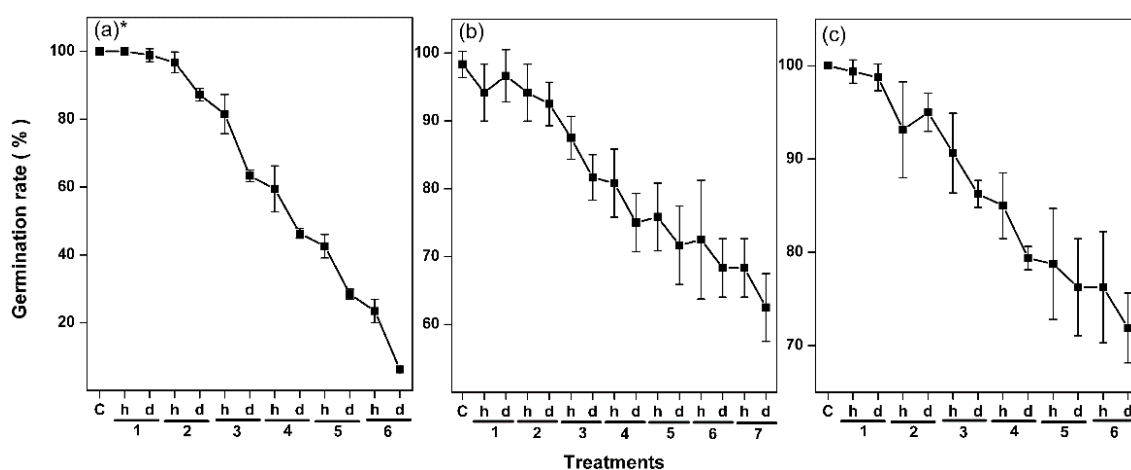 (a)*
(b)
(c)
Germination rate ( % )
100
80
60
40
20
100
90
80
70
60
100
90
80
70
C h d h d h d h d h d h d
1 2 3 4 5 6
C h d h d h d h d h d h d h d
1 2 3 4 5 6 7
C h d h d h d h d h d h d
1 2 3 4 5 6
Treatments